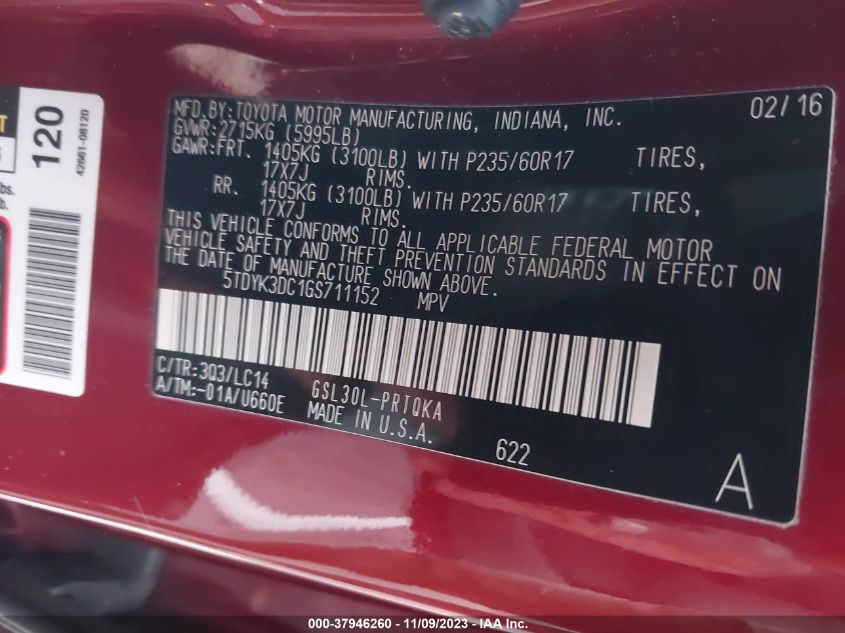 MFD. BY: TOYOTA MOTOR MANUFACTURING, INDIANA, INC. 02/16
GVWR: 2715KG (5995LB)
GAWR: FRT. 1405KG (3100LB) WITH P235/60R17 TIRES,
17X7J RIMS.
RR. 1405KG (3100LB) WITH P235/60R17 TIRES,
17X7J RIMS.
THIS VEHICLE CONFORMS TO ALL APPLICABLE FEDERAL MOTOR
VEHICLE SAFETY AND THEFT PREVENTION STANDARDS IN EFFECT ON
THE DATE OF MANUFACTURE SHOWN ABOVE.
5TDYK3DC1GS711152 MPV
C/TR: 3Q3/LC14
A/TM: -01A/U660E
GSL30L-PRTQKA
MADE IN U.S.A.
622
A
120
42661-08120
lbs.
000-37946260 - 11/09/2023 - IAA Inc.